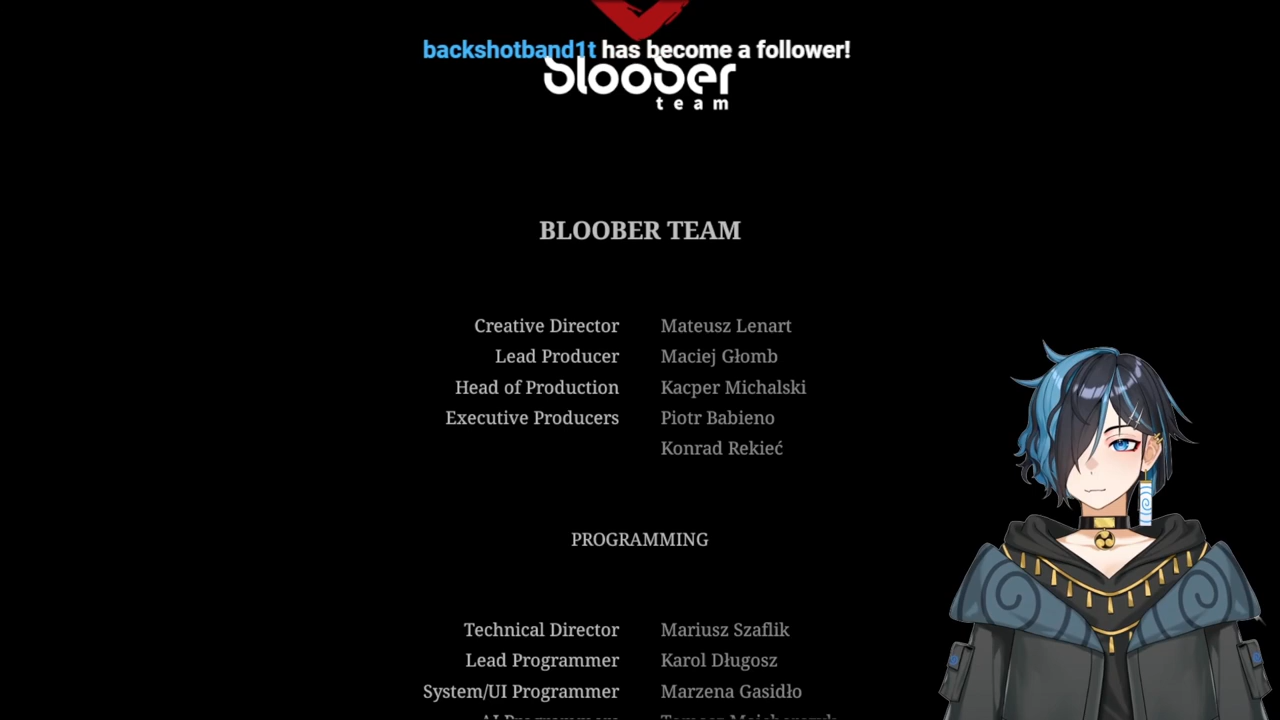 backshotband1t has become a follower!
bloober
team
BLOOBER TEAM
Creative Director Mateusz Lenart
Lead Producer Maciej Głomb
Head of Production Kacper Michalski
Executive Producers Piotr Babieno
Konrad Rekieć
PROGRAMMING
Technical Director Mariusz Szaflik
Lead Programmer Karol Długosz
System/UI Programmer Marzena Gasidło